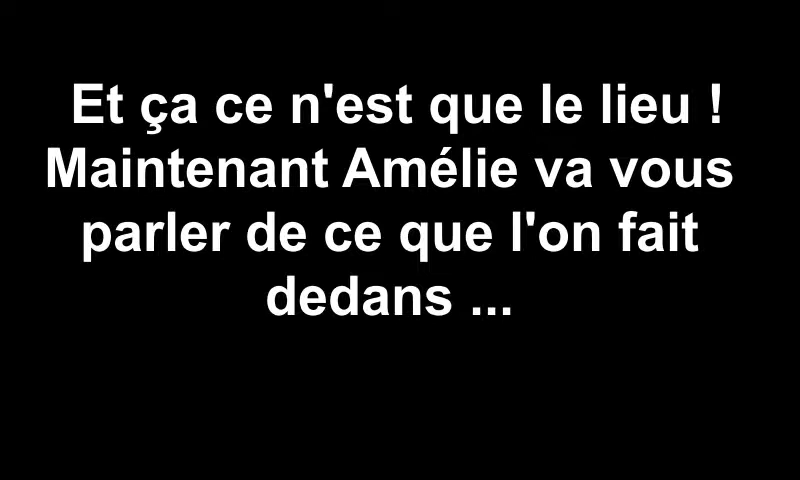 Et ça ce n'est que le lieu !
Maintenant Amélie va vous
parler de ce que l'on fait
dedans ...